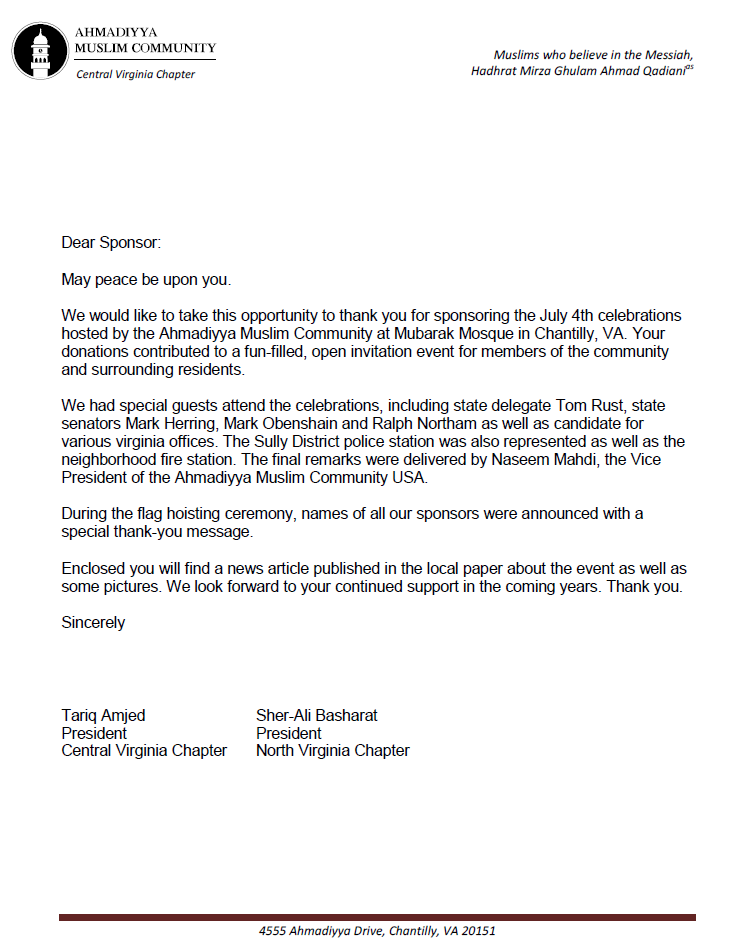 AHMADIYYA
MUSLIM COMMUNITY
Central Virginia Chapter
Muslims who believe in the Messiah,
Hadhrat Mirza Ghulam Ahmad Qadiani as
Dear Sponsor:
May peace be upon you.
We would like to take this opportunity to thank you for sponsoring the July 4th celebrations
hosted by the Ahmadiyya Muslim Community at Mubarak Mosque in Chantilly, VA. Your
donations contributed to a fun-filled, open invitation event for members of the community
and surrounding residents.
We had special guests attend the celebrations, including state delegate Tom Rust, state
senators Mark Herring, Mark Obenshain and Ralph Northam as well as candidate for
various virginia offices. The Sully District police station was also represented as well as the
neighborhood fire station. The final remarks were delivered by Naseem Mahdi, the Vice
President of the Ahmadiyya Muslim Community USA.
During the flag hoisting ceremony, names of all our sponsors were announced with a
special thank-you message.
Enclosed you will find a news article published in the local paper about the event as well as
some pictures. We look forward to your continued support in the coming years. Thank you.
Sincerely
Tariq Amjed
President
Central Virginia Chapter
Sher-Ali Basharat
President
North Virginia Chapter
4555 Ahmadiyya Drive, Chantilly, VA 20151